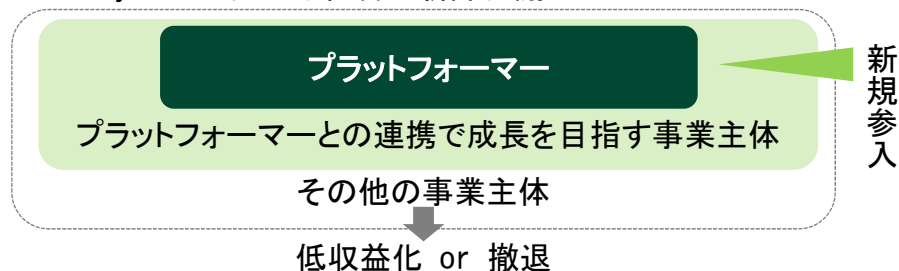 プラットフォーマー
プラットフォーマーとの連携で成長を目指す事業主体
その他の事業主体
低収益化 or 撤退
新規参入